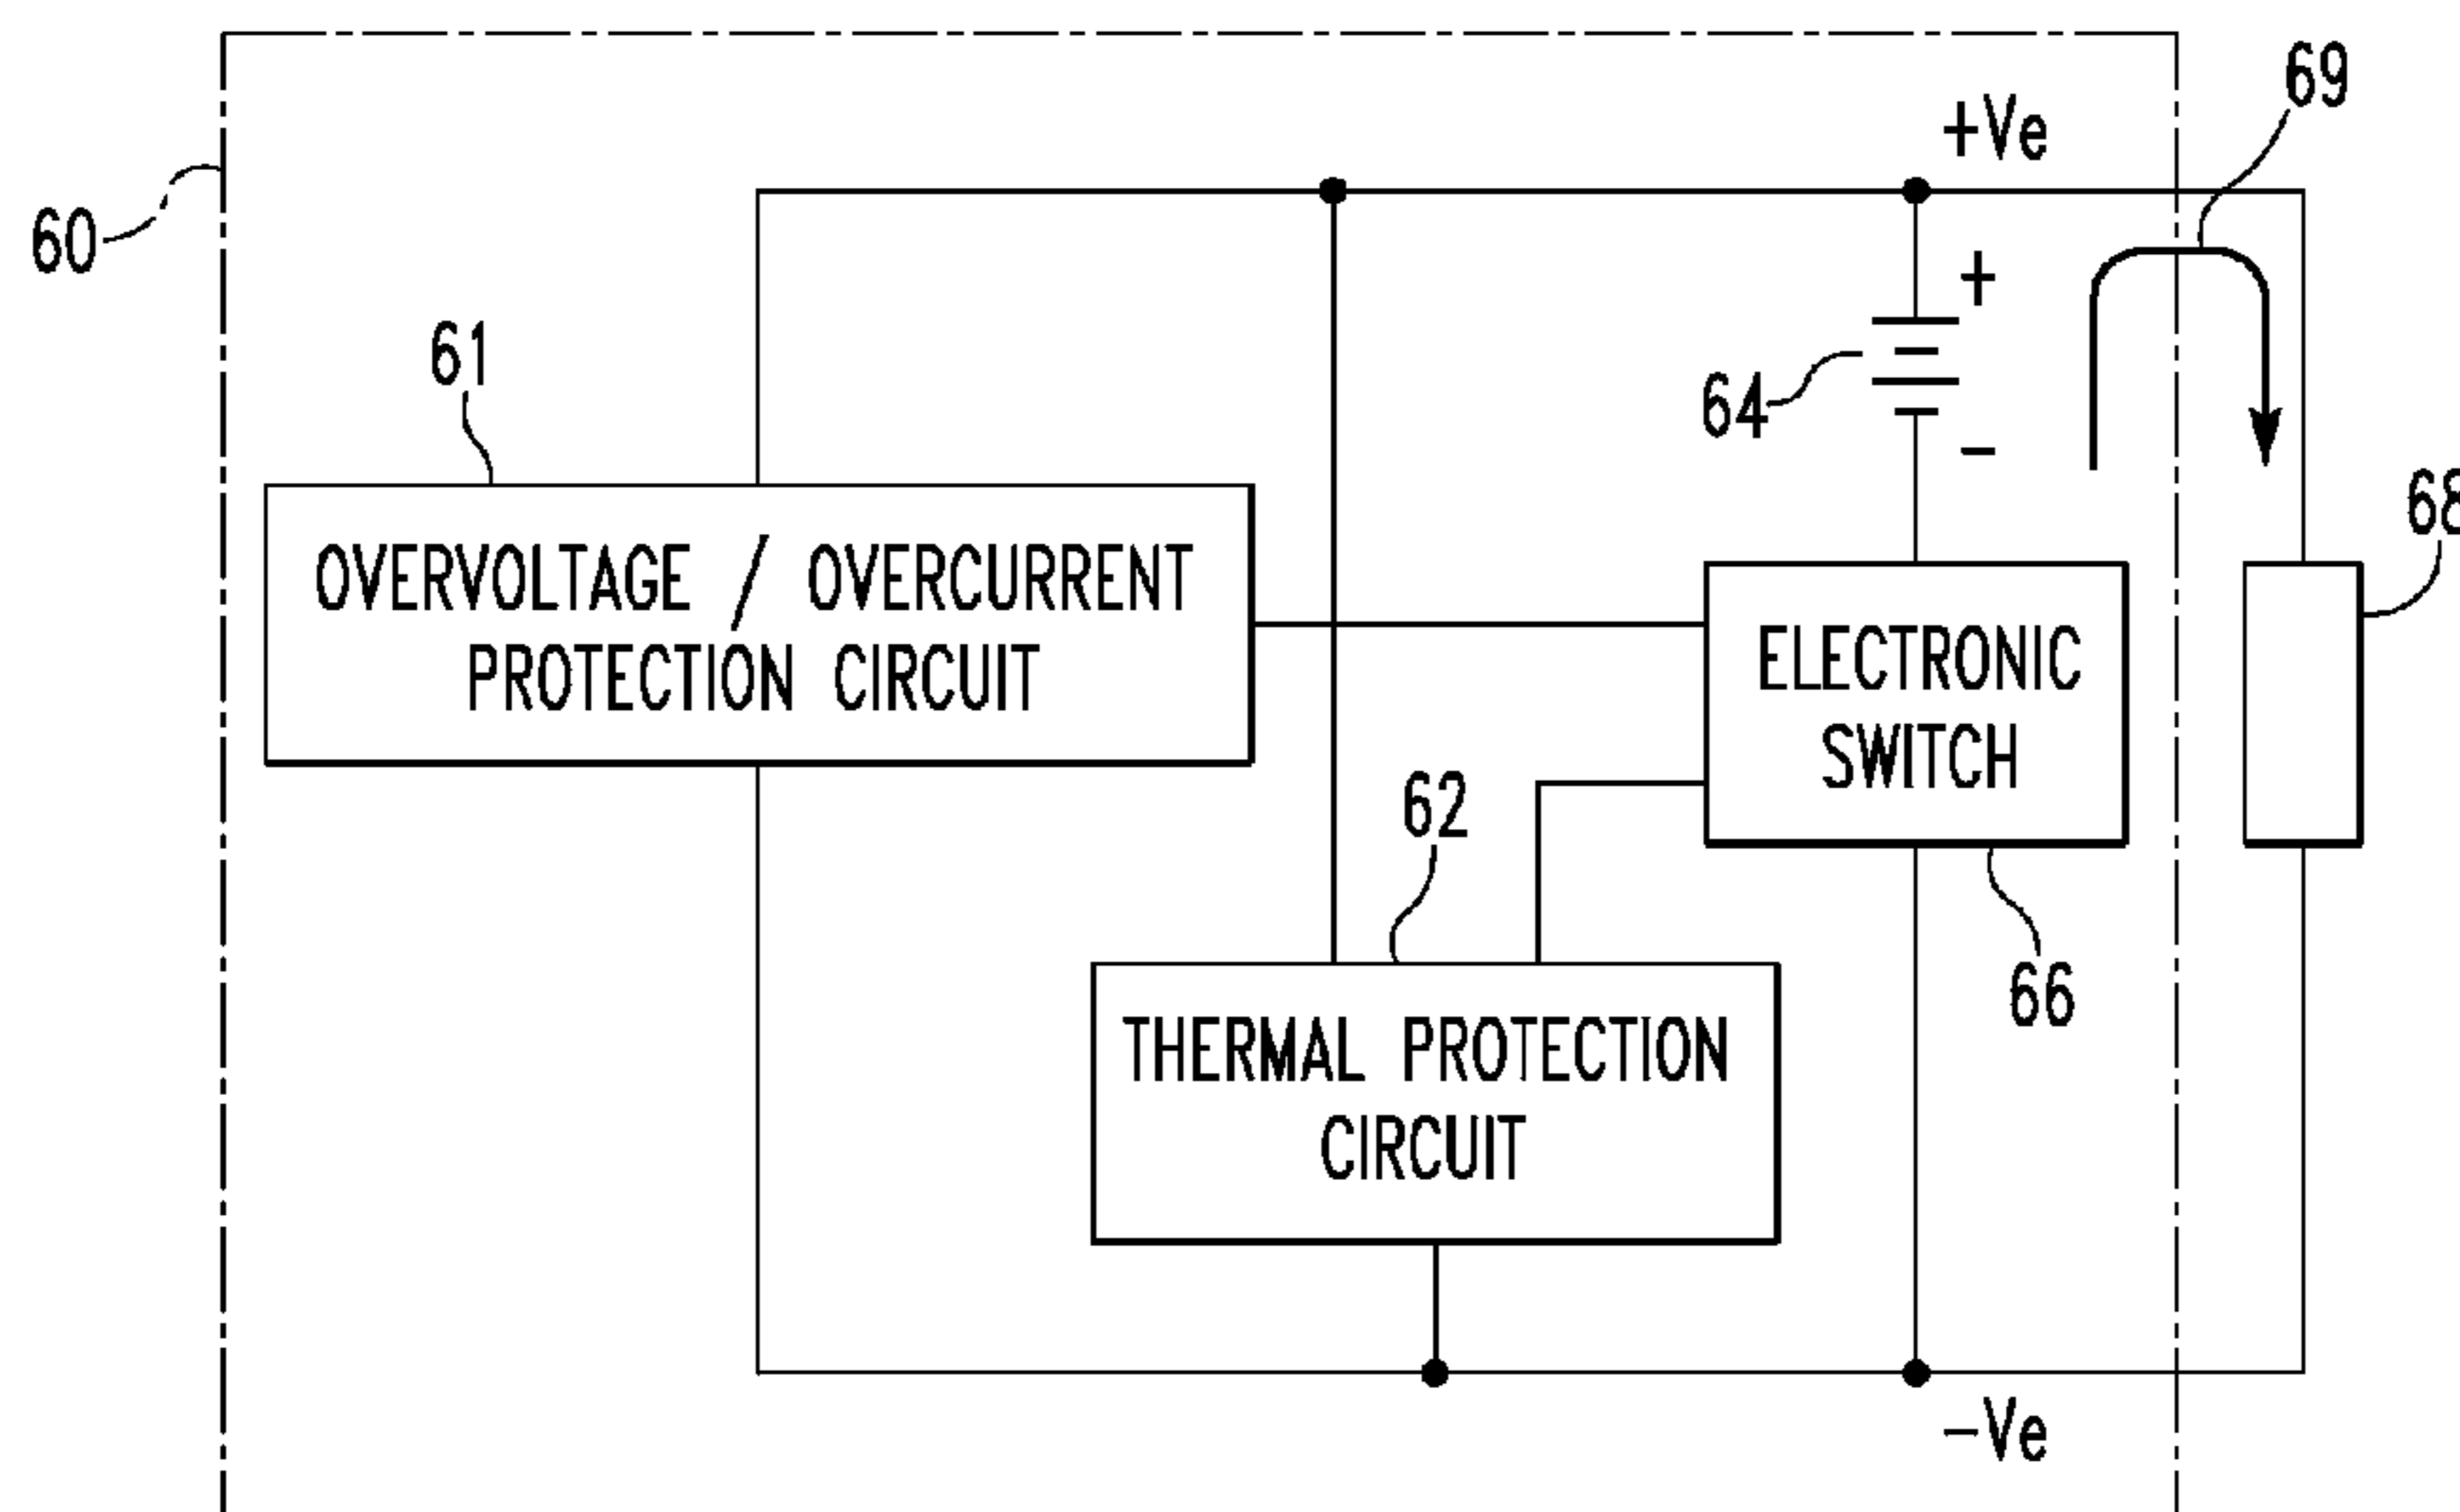 69
+Ve
60
+
61
64
−
68
OVERVOLTAGE / OVERCURRENT
PROTECTION CIRCUIT
ELECTRONIC
SWITCH
62
66
THERMAL PROTECTION
CIRCUIT
−Ve